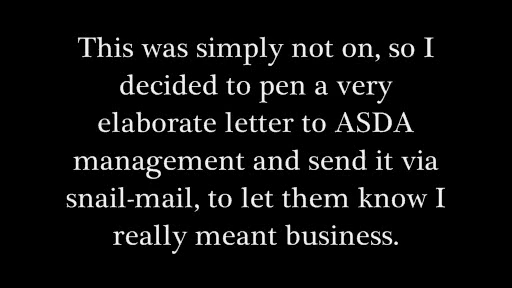 This was simply not on, so I
decided to pen a very
elaborate letter to ASDA
management and send it via
snail-mail, to let them know I
really meant business.